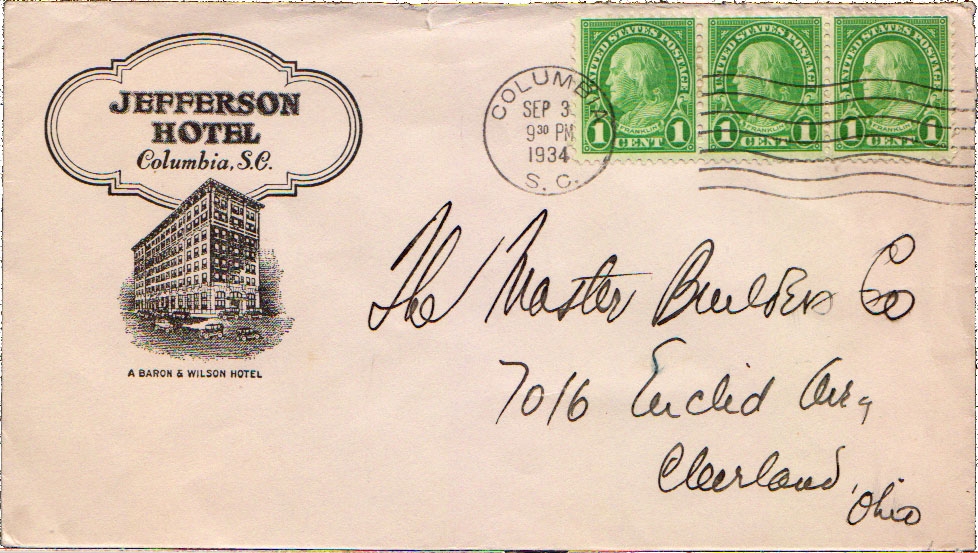 JEFFERSON
HOTEL
Columbia, S.C.
A BARON & WILSON HOTEL
COLUMBIA
SEP 3
9 30 PM
1934
S. C.
UNITED STATES POSTAGE
FRANKLIN
1 CENT 1
UNITED STATES POSTAGE
FRANKLIN
1 CENT 1
UNITED STATES POSTAGE
FRANKLIN
1 CENT 1
The Master Builders Co
7016 Euclid Ave,
Cleveland,
Ohio